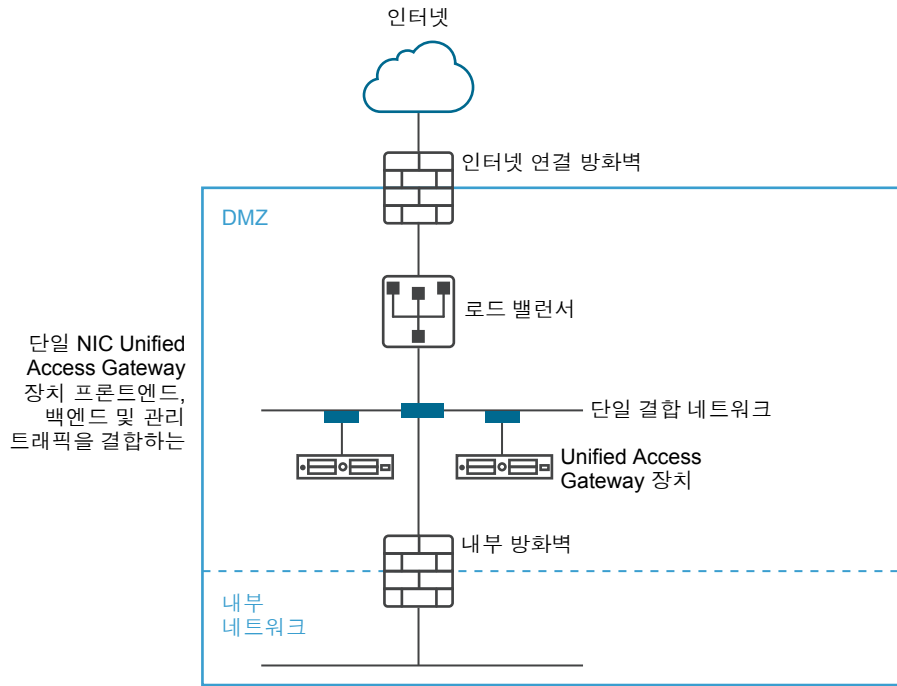 인터넷
인터넷 연결 방화벽
DMZ
로드 밸런서
단일 NIC Unified
Access Gateway
장치 프론트엔드,
백엔드 및 관리
트래픽을 결합하는
단일 결합 네트워크
Unified Access
Gateway 장치
내부 방화벽
내부
네트워크